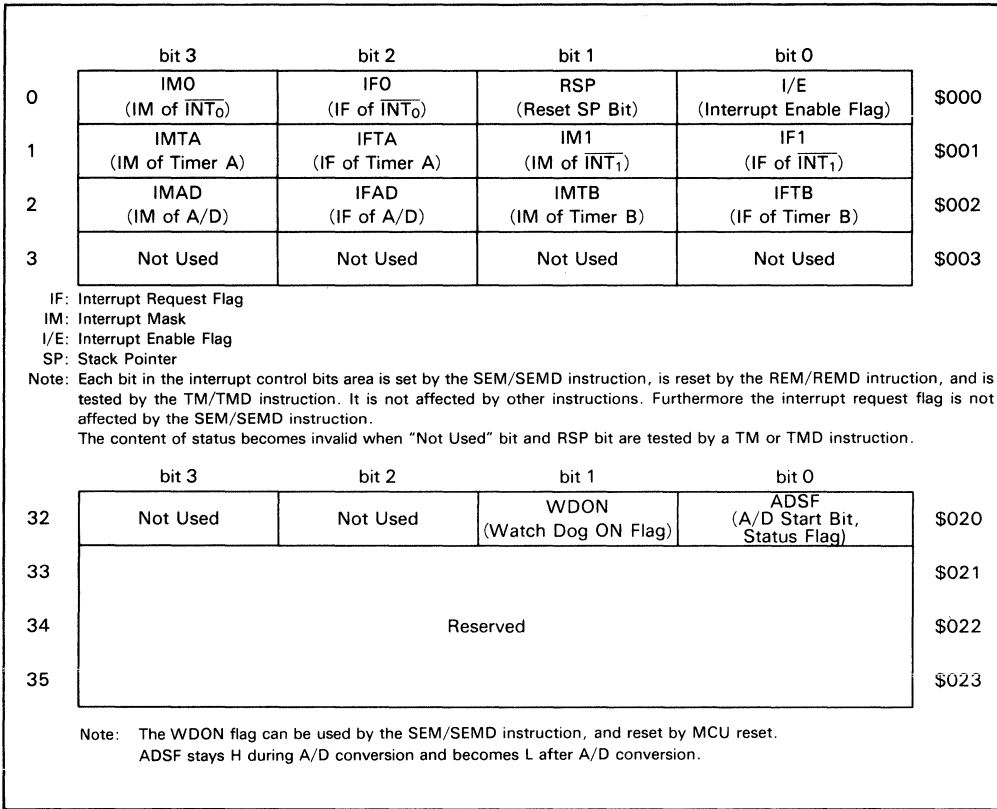 bit 3 bit 2 bit 1 bit 0
0 IM0 (IM of INT0) IF0 (IF of INT0) RSP (Reset SP Bit) I/E (Interrupt Enable Flag) $000
1 IMTA (IM of Timer A) IFTA (IF of Timer A) IM1 (IM of INT1) IF1 (IF of INT1) $001
2 IMAD (IM of A/D) IFAD (IF of A/D) IMTB (IM of Timer B) IFTB (IF of Timer B) $002
3 Not Used Not Used Not Used Not Used $003
IF: Interrupt Request Flag
IM: Interrupt Mask
I/E: Interrupt Enable Flag
SP: Stack Pointer
Note: Each bit in the interrupt control bits area is set by the SEM/SEMD instruction, is reset by the REM/REMD intruction, and is
tested by the TM/TMD instruction. It is not affected by other instructions. Furthermore the interrupt request flag is not
affected by the SEM/SEMD instruction.
The content of status becomes invalid when "Not Used" bit and RSP bit are tested by a TM or TMD instruction.
bit 3 bit 2 bit 1 bit 0
32 Not Used Not Used WDON (Watch Dog ON Flag) ADSF (A/D Start Bit, Status Flag) $020
33 $021
34 Reserved $022
35 $023
Note: The WDON flag can be used by the SEM/SEMD instruction, and reset by MCU reset.
ADSF stays H during A/D conversion and becomes L after A/D conversion.